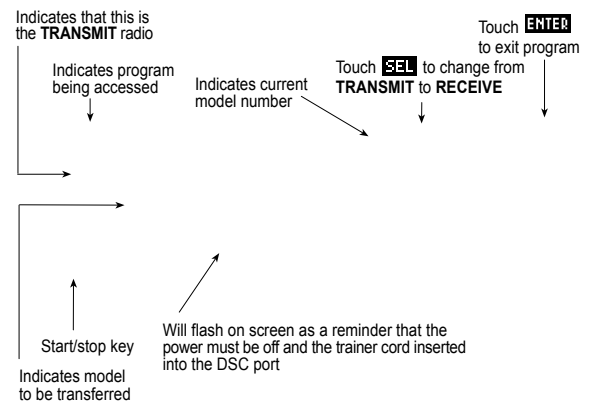 Indicates that this is
the TRANSMIT radio
Indicates program
being accessed
Indicates current
model number
Touch SEL to change from
TRANSMIT to RECEIVE
Touch ENTER
to exit program
Start/stop key
Indicates model
to be transferred
Will flash on screen as a reminder that the
power must be off and the trainer cord inserted
into the DSC port